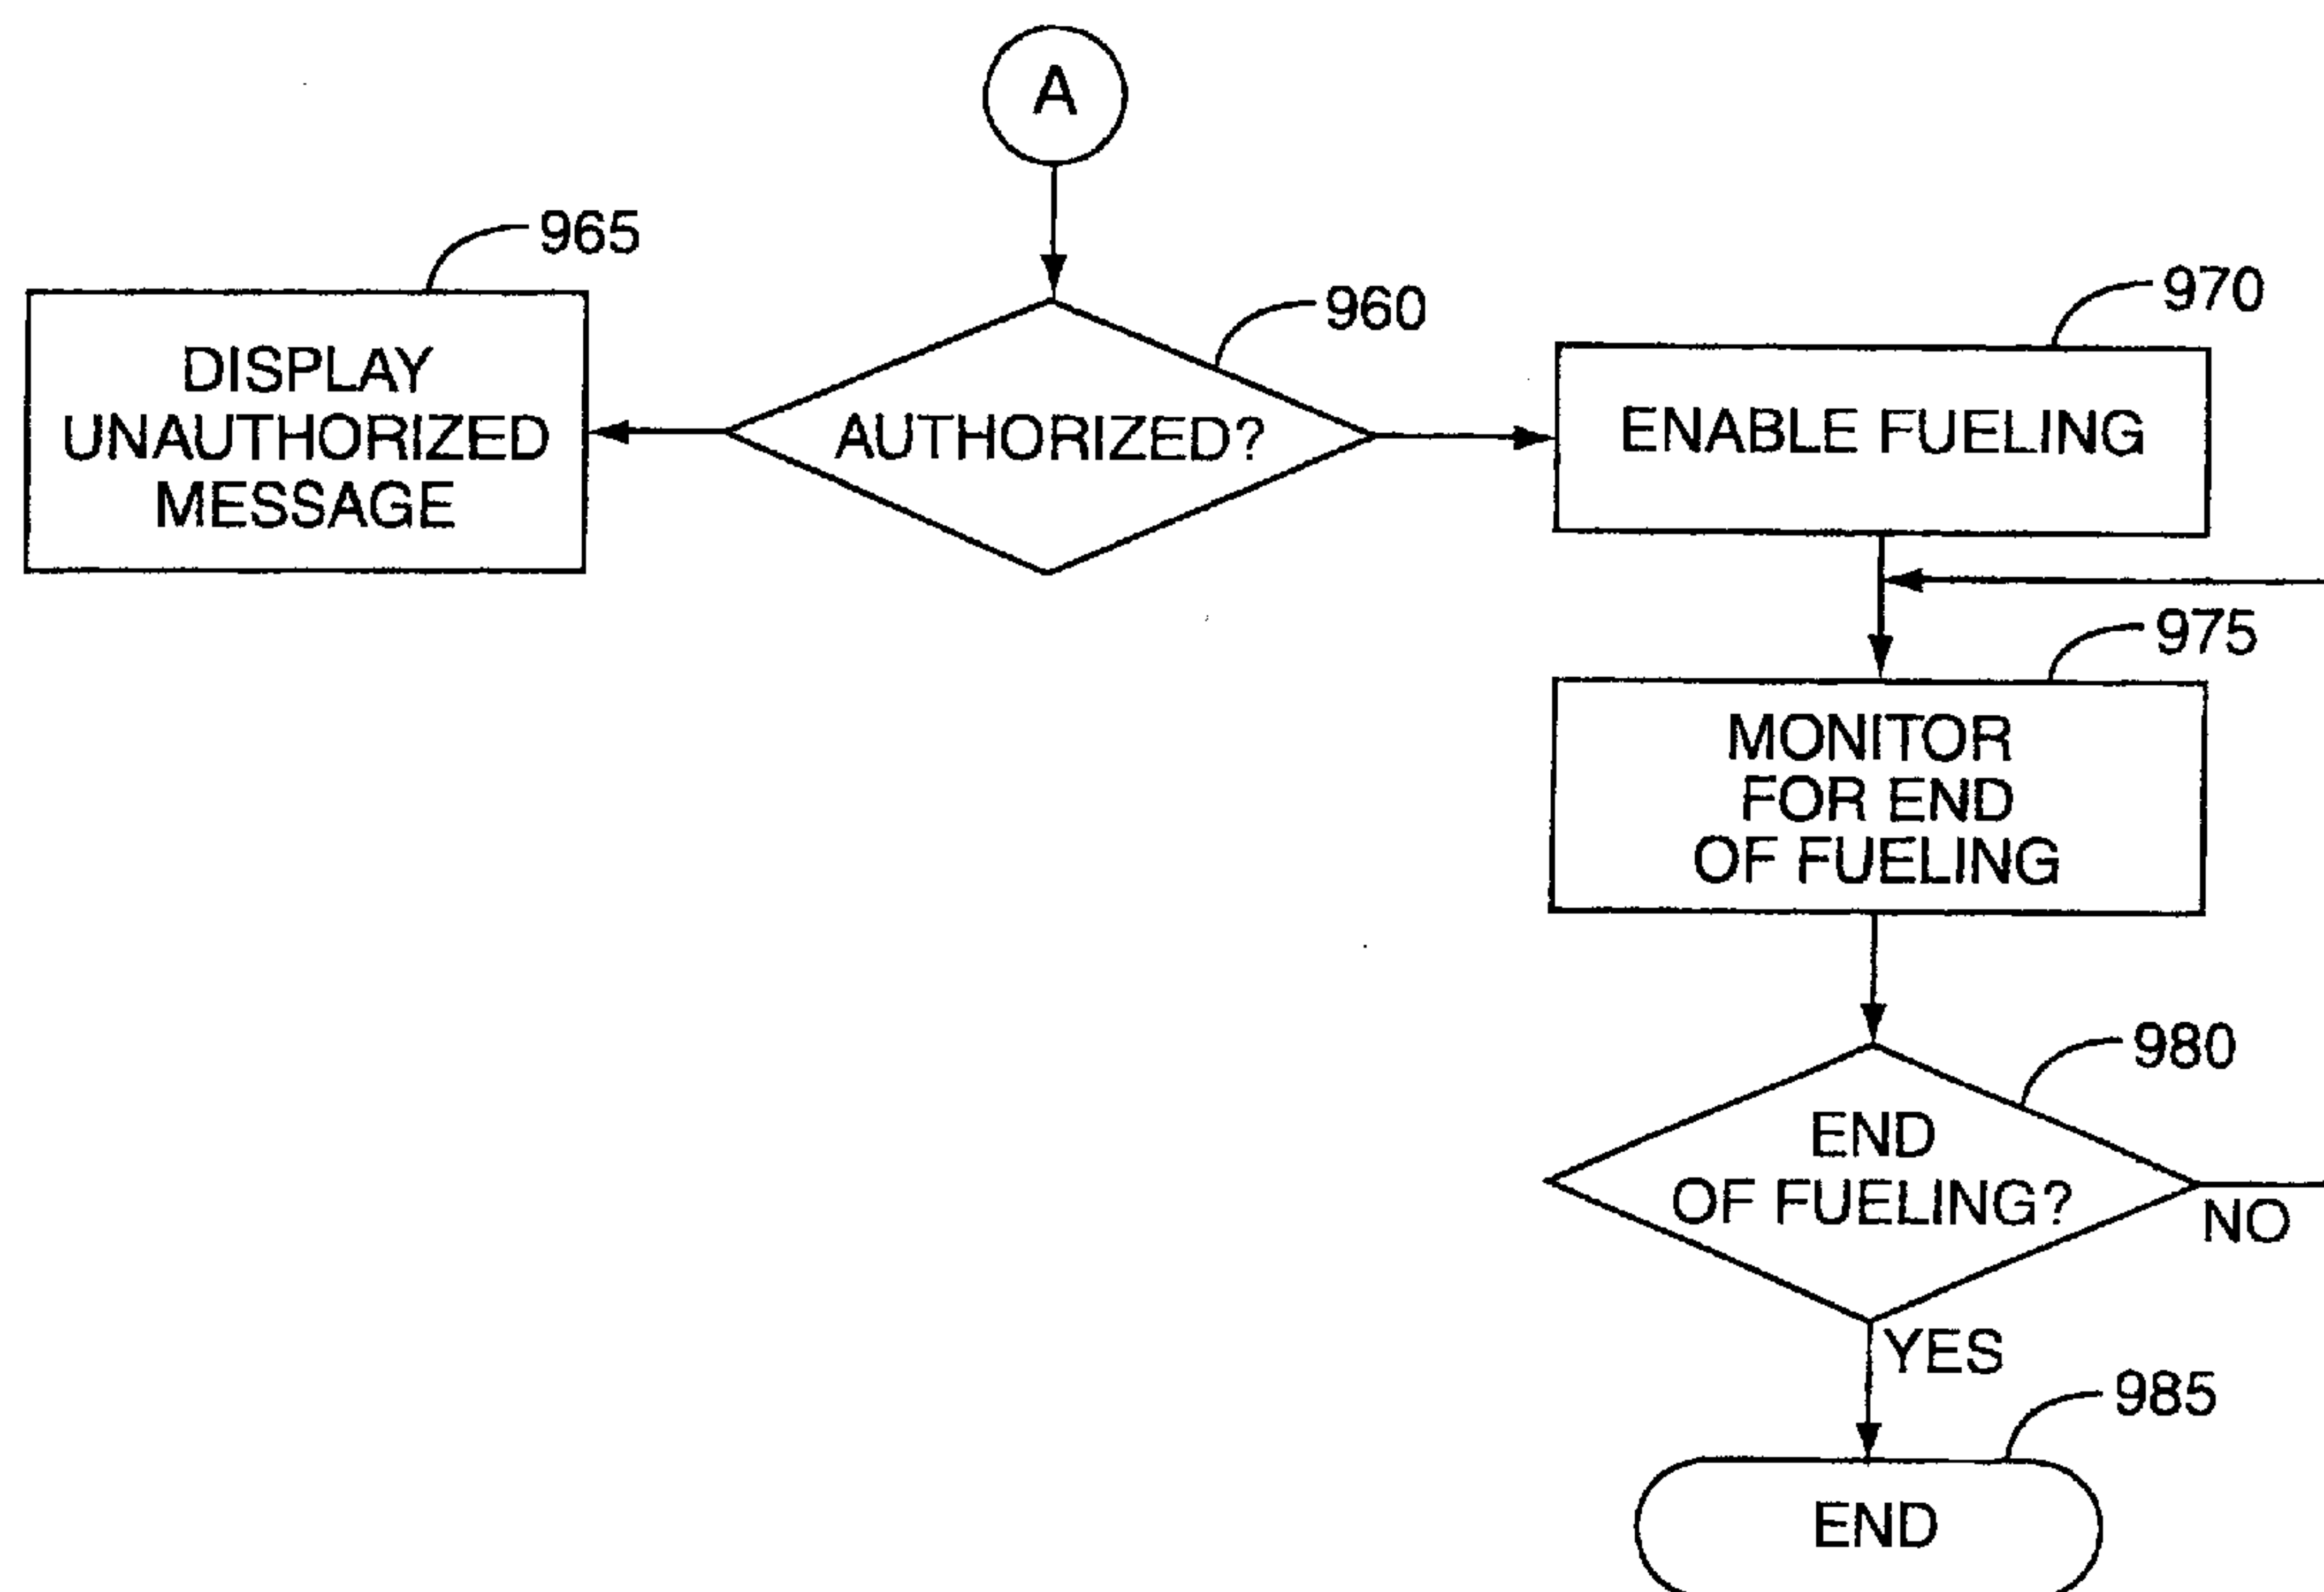 A
965
DISPLAY
UNAUTHORIZED
MESSAGE
960
AUTHORIZED?
970
ENABLE FUELING
975
MONITOR
FOR END
OF FUELING
980
END
OF FUELING?
NO
YES
985
END